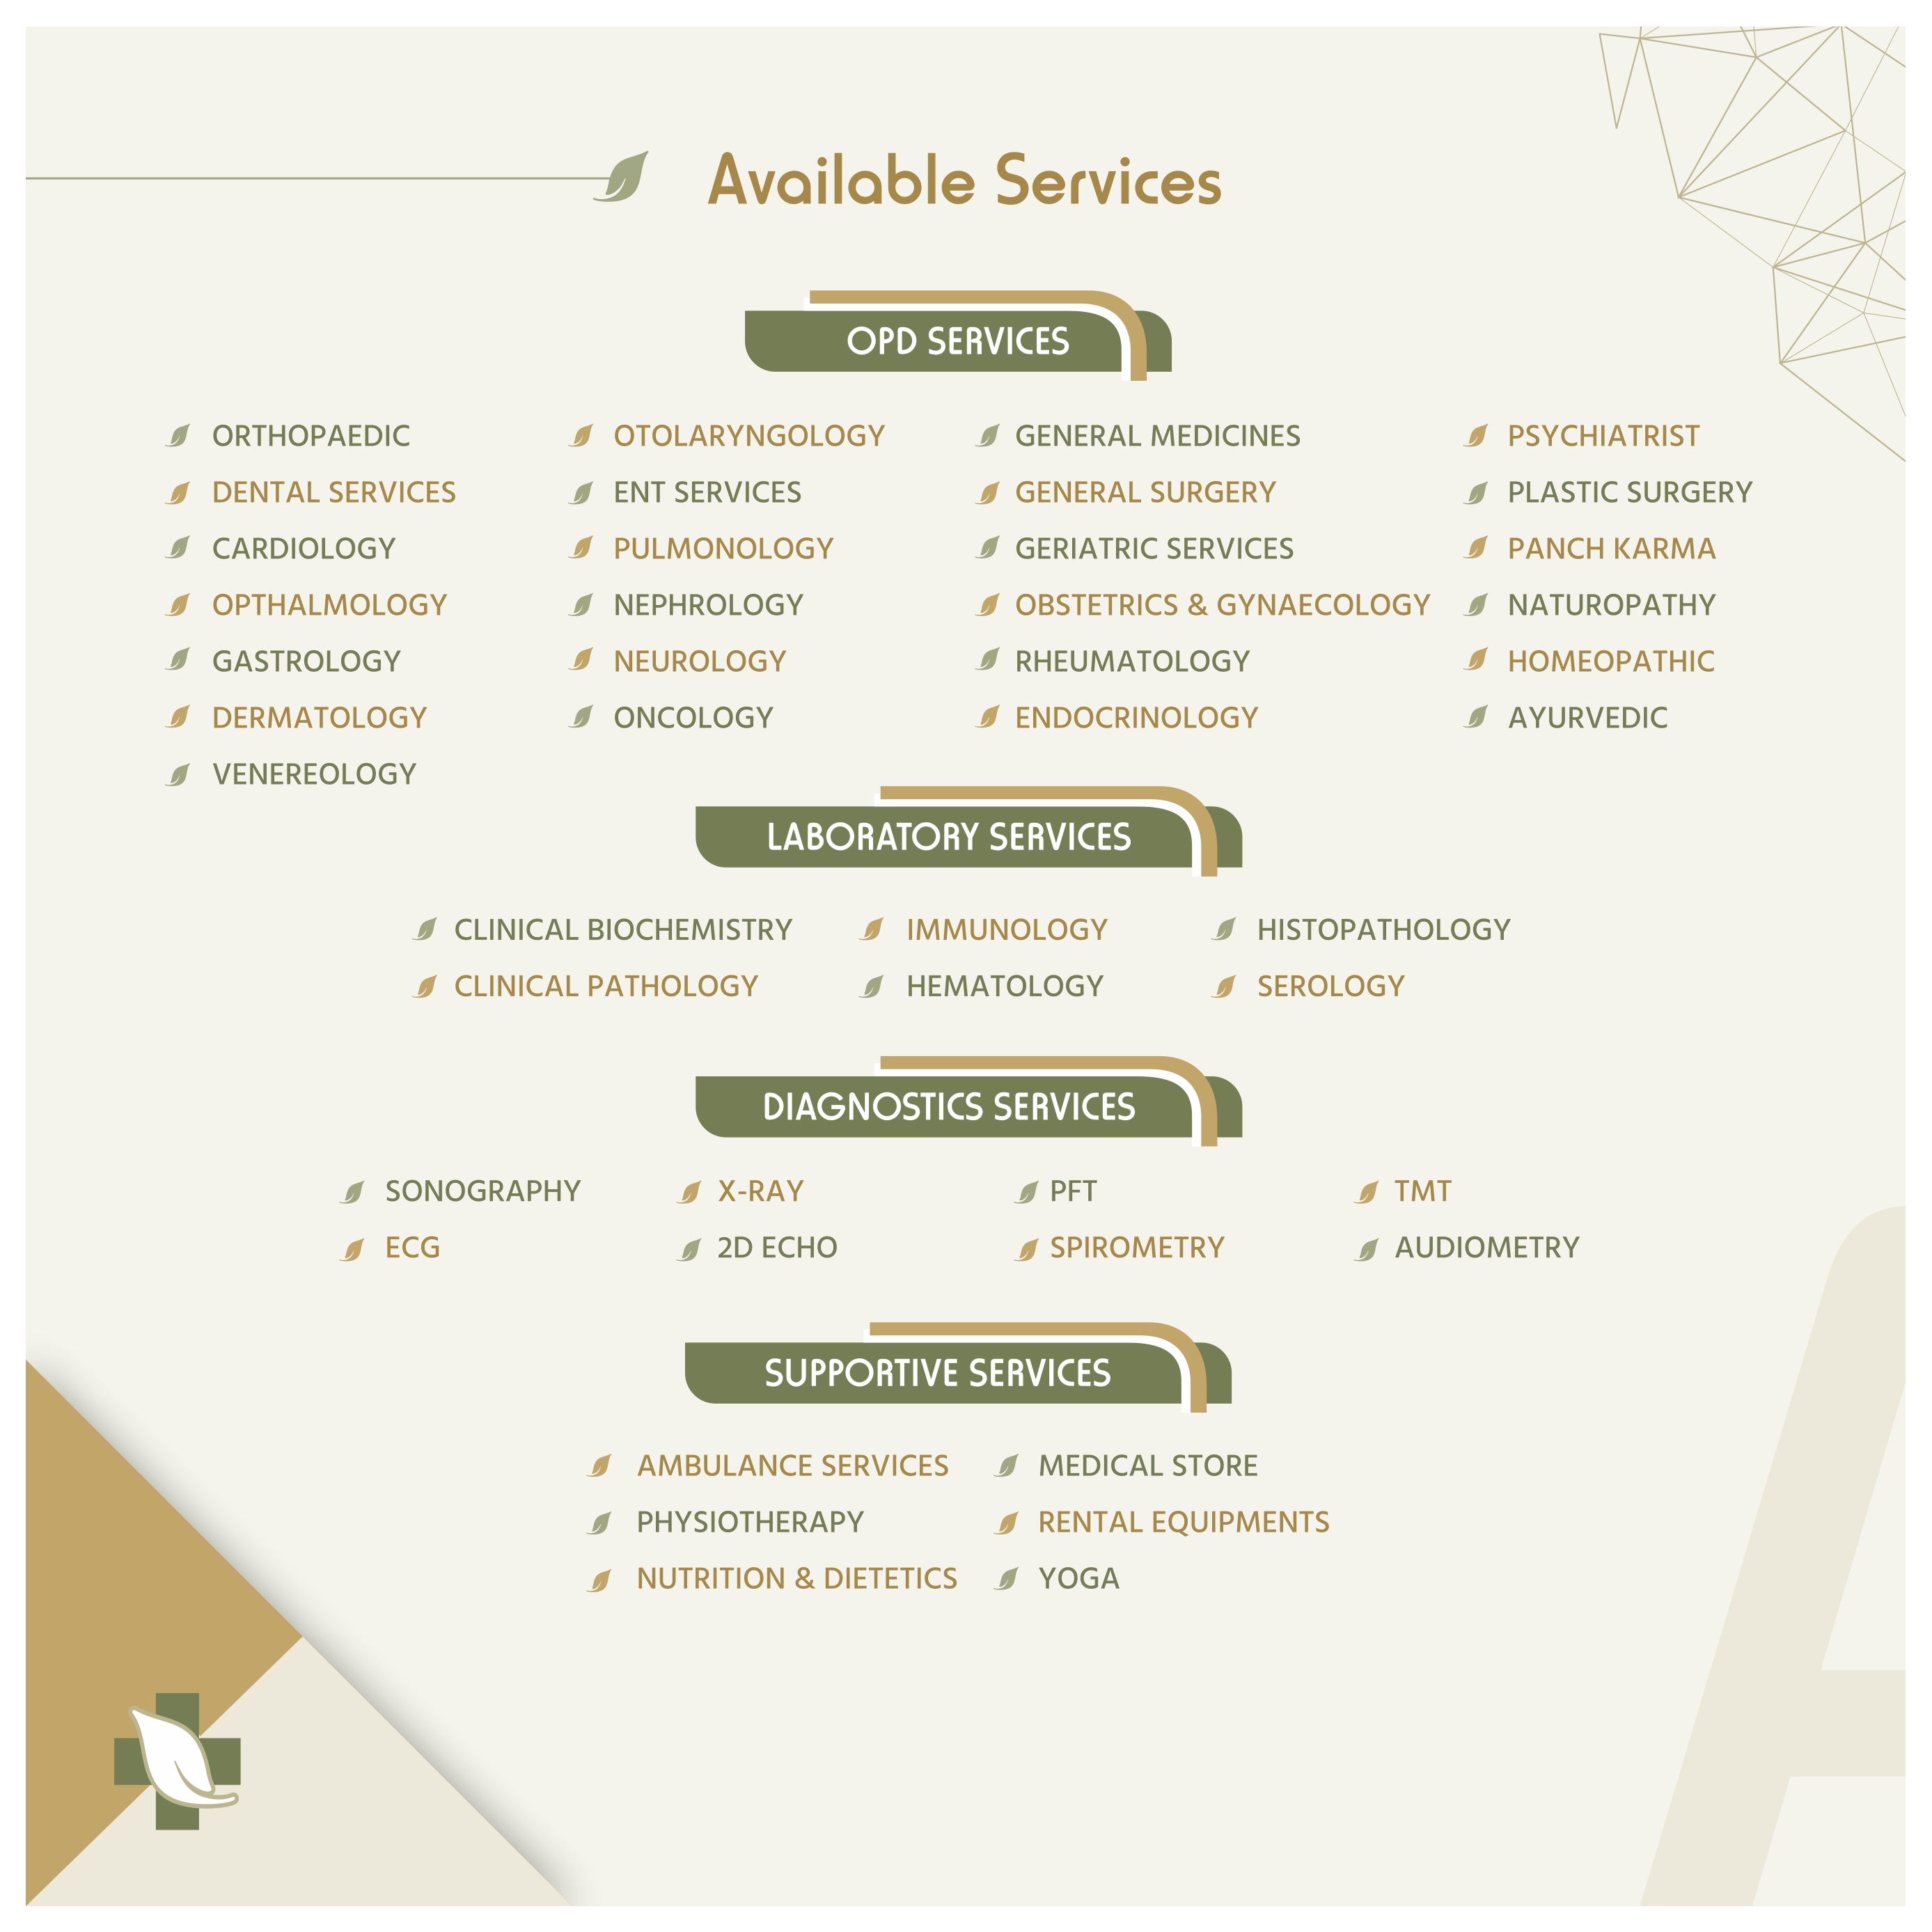 Available Services
OPD SERVICES
ORTHOPAEDIC
DENTAL SERVICES
CARDIOLOGY
OPTHALMOLOGY
GASTROLOGY
DERMATOLOGY
VENEREOLOGY
OTOLARYNGOLOGY
ENT SERVICES
PULMONOLOGY
NEPHROLOGY
NEUROLOGY
ONCOLOGY
GENERAL MEDICINES
GENERAL SURGERY
GERIATRIC SERVICES
OBSTETRICS & GYNAECOLOGY
RHEUMATOLOGY
ENDOCRINOLOGY
PSYCHIATRIST
PLASTIC SURGERY
PANCH KARMA
NATUROPATHY
HOMEOPATHIC
AYURVEDIC
LABORATORY SERVICES
CLINICAL BIOCHEMISTRY
CLINICAL PATHOLOGY
IMMUNOLOGY
HEMATOLOGY
HISTOPATHOLOGY
SEROLOGY
DIAGNOSTICS SERVICES
SONOGRAPHY
ECG
X-RAY
2D ECHO
PFT
SPIROMETRY
TMT
AUDIOMETRY
SUPPORTIVE SERVICES
AMBULANCE SERVICES
PHYSIOTHERAPY
NUTRITION & DIETETICS
MEDICAL STORE
RENTAL EQUIPMENTS
YOGA